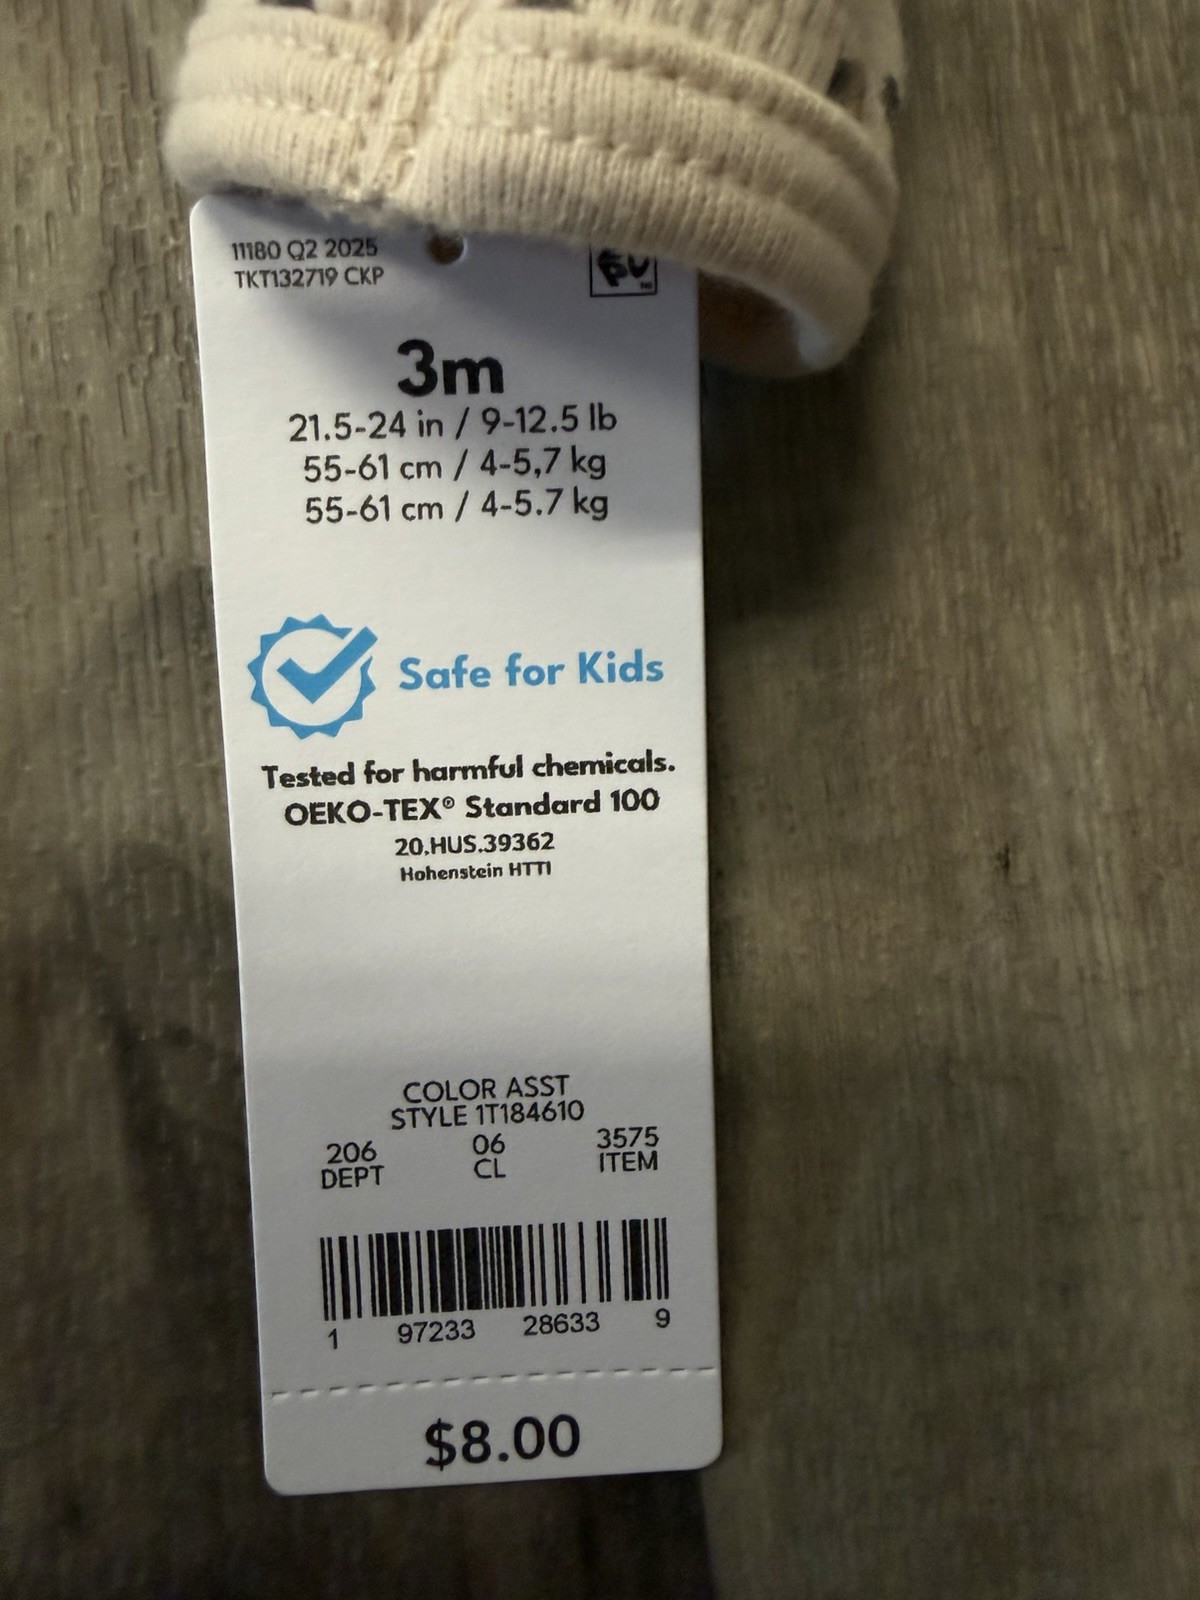 11180 Q2 2025
TKT132719 CKP
3m
21.5-24 in / 9-12.5 lb
55-61 cm / 4-5,7 kg
55-61 cm / 4-5.7 kg
Safe for Kids
Tested for harmful chemicals.
OEKO-TEX® Standard 100
20.HUS.39362
Hohenstein HTTI
COLOR ASST
STYLE 1T184610
206 06 3575
DEPT CL ITEM
1 97233 28633 9
$8.00